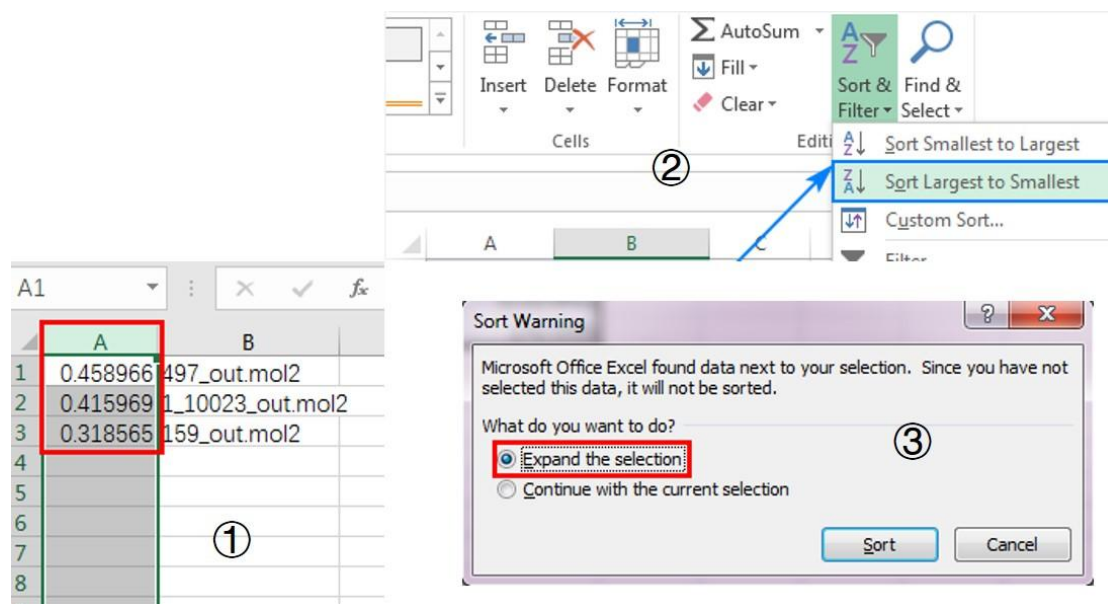 AutoSum
Fill
Clear
Insert Delete Format
Sort &
Filter
Find &
Select
Cells
②
Sort Smallest to Largest
Sort Largest to Smallest
Custom Sort...
A B
A1
fx
A B
1 0.458966 497_out.mol2
2 0.415969 1_10023_out.mol2
3 0.318565 159_out.mol2
4
5
6
7
8
①
Sort Warning
Microsoft Office Excel found data next to your selection. Since you have not
selected this data, it will not be sorted.
What do you want to do?
Expand the selection
Continue with the current selection
③
Sort Cancel